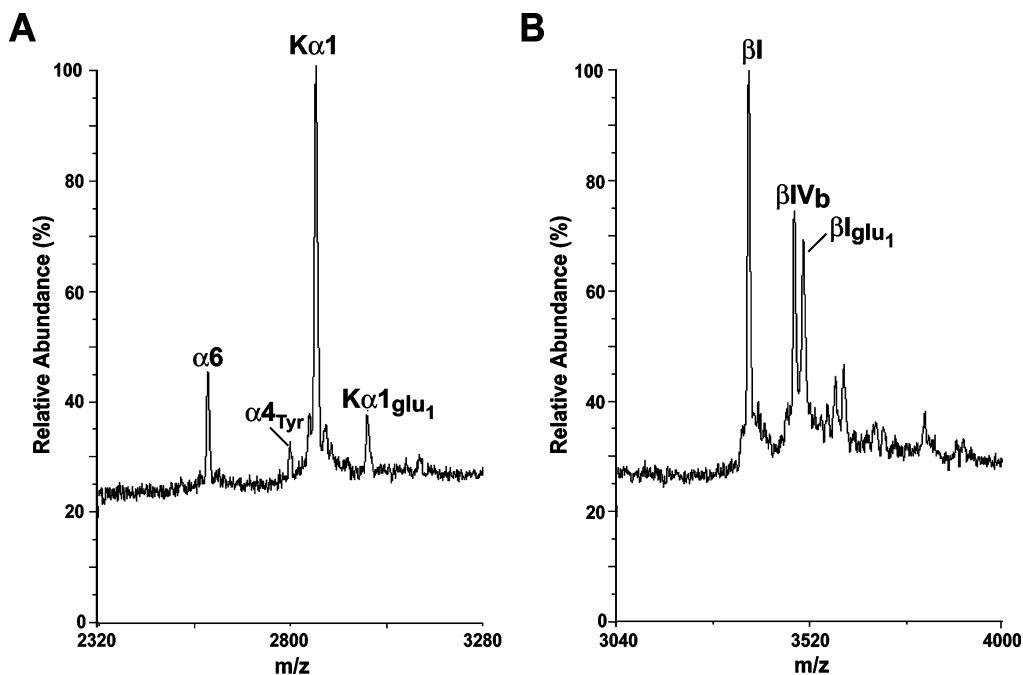 A
Kα1
100
80
60
40
20
0
Relative Abundance (%)
α6
α4Tyr
Kα1glu1
2320
2800
3280
m/z
B
βI
100
80
60
40
20
0
Relative Abundance (%)
βIVb
βIglu1
3040
3520
4000
m/z